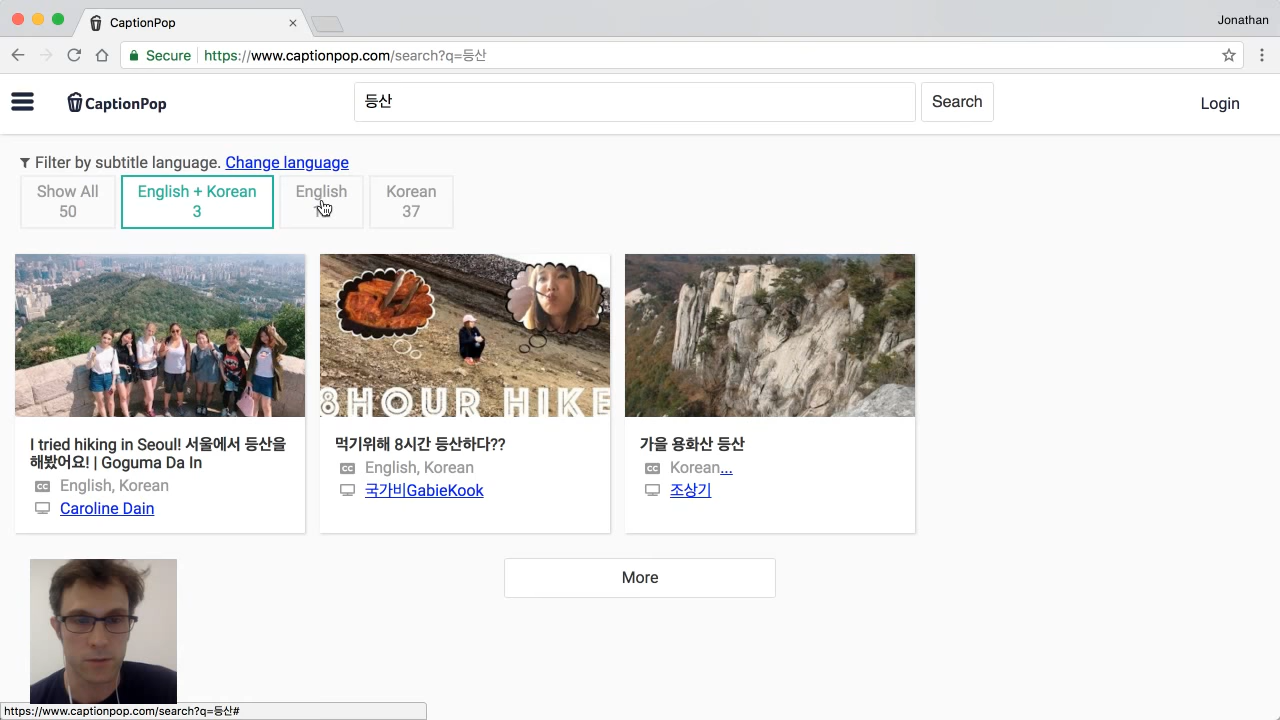 CaptionPop
Jonathan
Secure
https://www.captionpop.com/search?q=등산
CaptionPop
등산
Search
Login
Filter by subtitle language. Change language
Show All
50
English + Korean
3
English
Korean
37
8HOUR HIKE
I tried hiking in Seoul! 서울에서 등산을
해봤어요! | Goguma Da In
CC English, Korean
Caroline Dain
먹기위해 8시간 등산하다??
CC English, Korean
국가비GabieKook
가을 용화산 등산
CC Korean...
조상기
More
https://www.captionpop.com/search?q=등산#